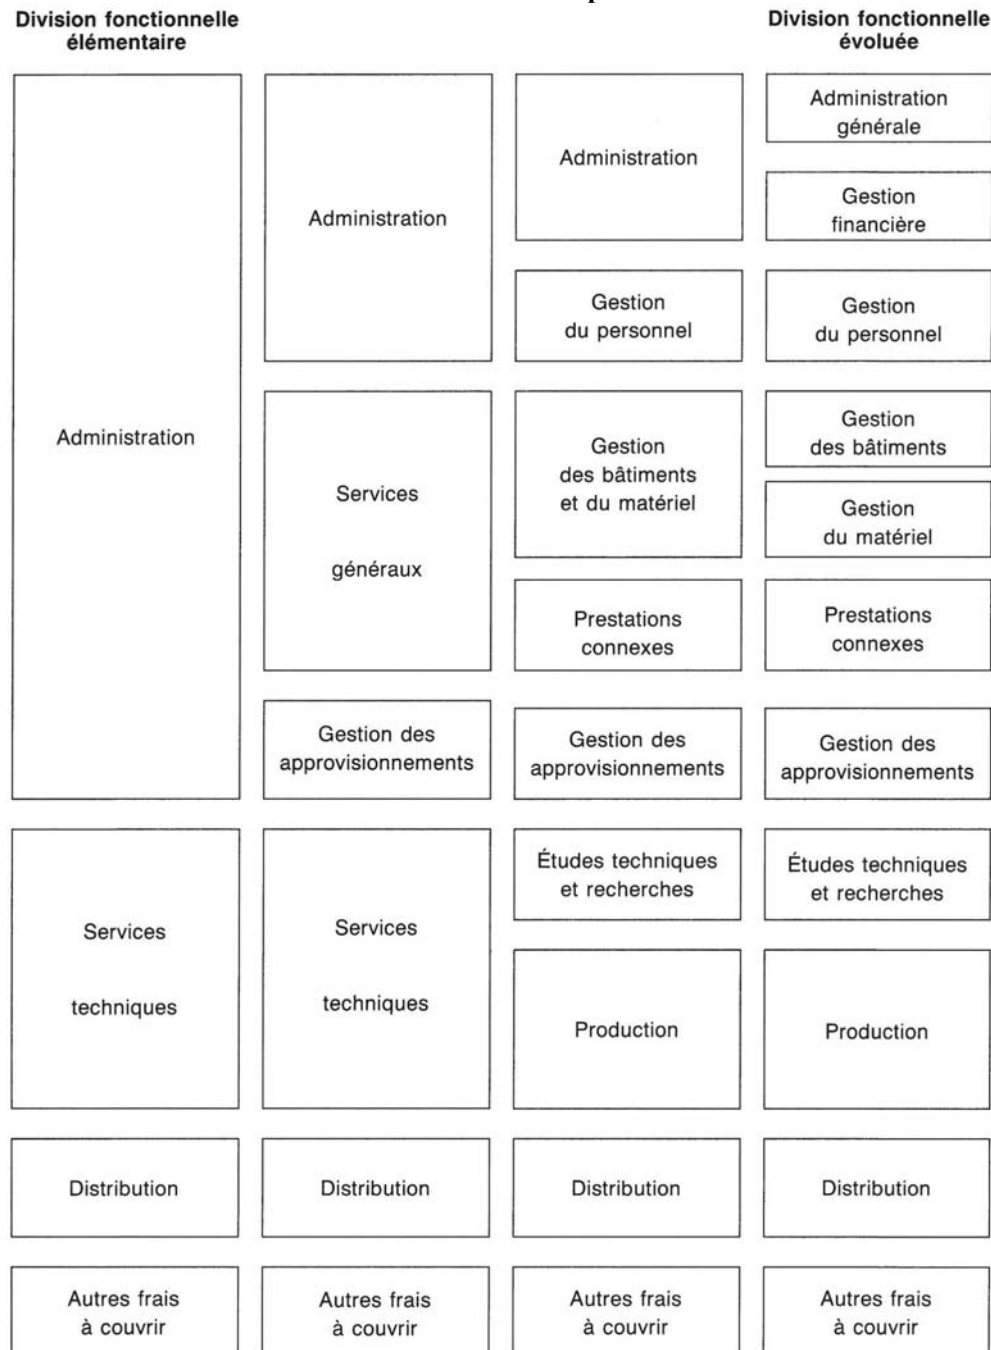 Division fonctionnelle
élémentaire
Division fonctionnelle
évoluée
Administration
Administration
Services
généraux
Gestion des
approvisionnements
Administration
Gestion
du personnel
Gestion
des bâtiments
et du matériel
Prestations
connexes
Gestion des
approvisionnements
Administration
générale
Gestion
financière
Gestion
du personnel
Gestion
des bâtiments
Gestion
du matériel
Prestations
connexes
Gestion des
approvisionnements
Services
techniques
Services
techniques
Études techniques
et recherches
Production
Études techniques
et recherches
Production
Distribution
Distribution
Distribution
Distribution
Autres frais
à couvrir
Autres frais
à couvrir
Autres frais
à couvrir
Autres frais
à couvrir